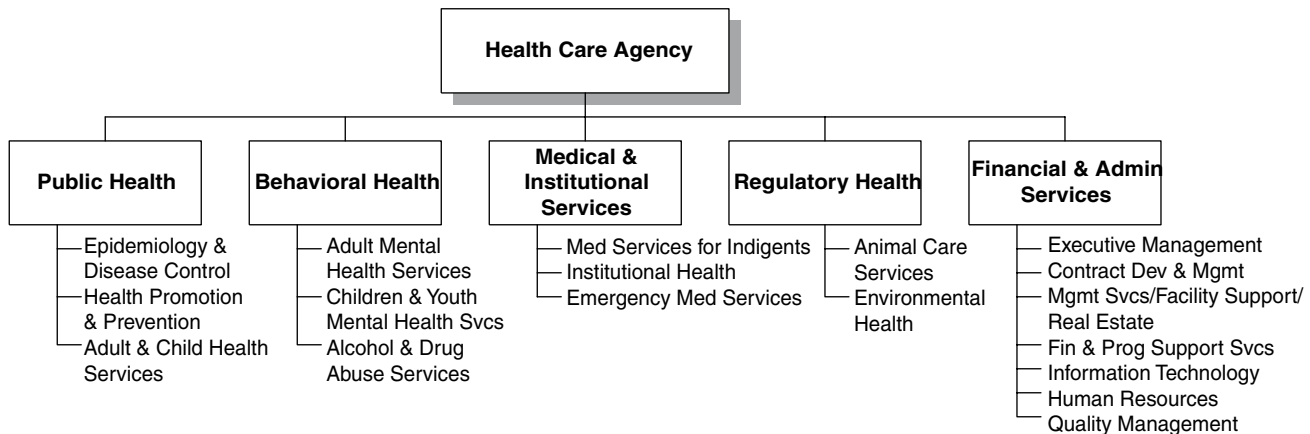 Health Care Agency
Public Health
Epidemiology &
Disease Control
Health Promotion
& Prevention
Adult & Child Health
Services
Behavioral Health
Adult Mental
Health Services
Children & Youth
Mental Health Svcs
Alcohol & Drug
Abuse Services
Medical &
Institutional
Services
Med Services for Indigents
Institutional Health
Emergency Med Services
Regulatory Health
Animal Care
Services
Environmental
Health
Financial & Admin
Services
Executive Management
Contract Dev & Mgmt
Mgmt Svcs/Facility Support/
Real Estate
Fin & Prog Support Svcs
Information Technology
Human Resources
Quality Management